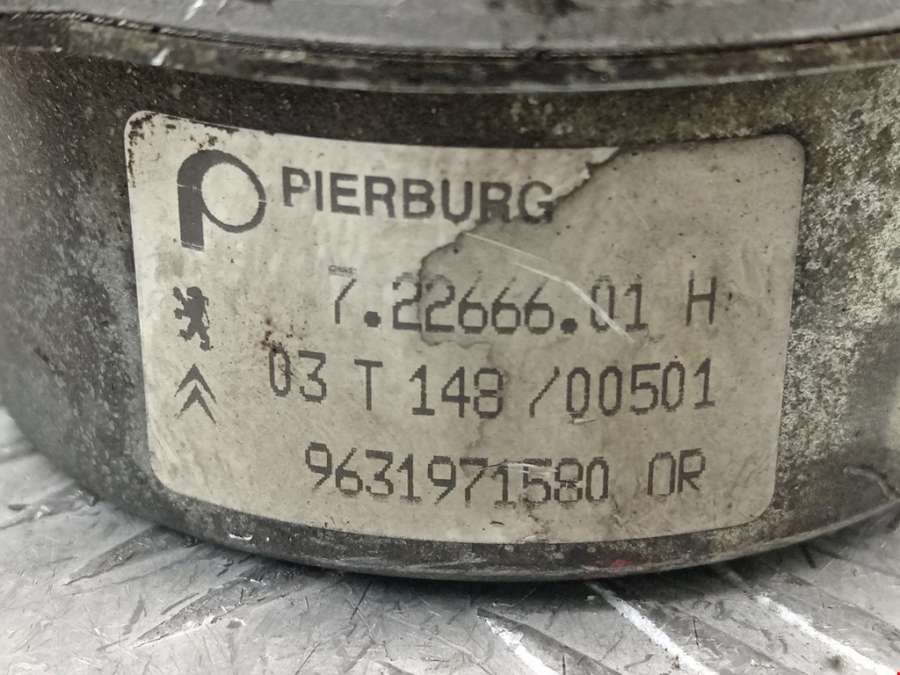 PIERBURG
7.22666.01 H
03 T 148 /00501
9631971580 OR